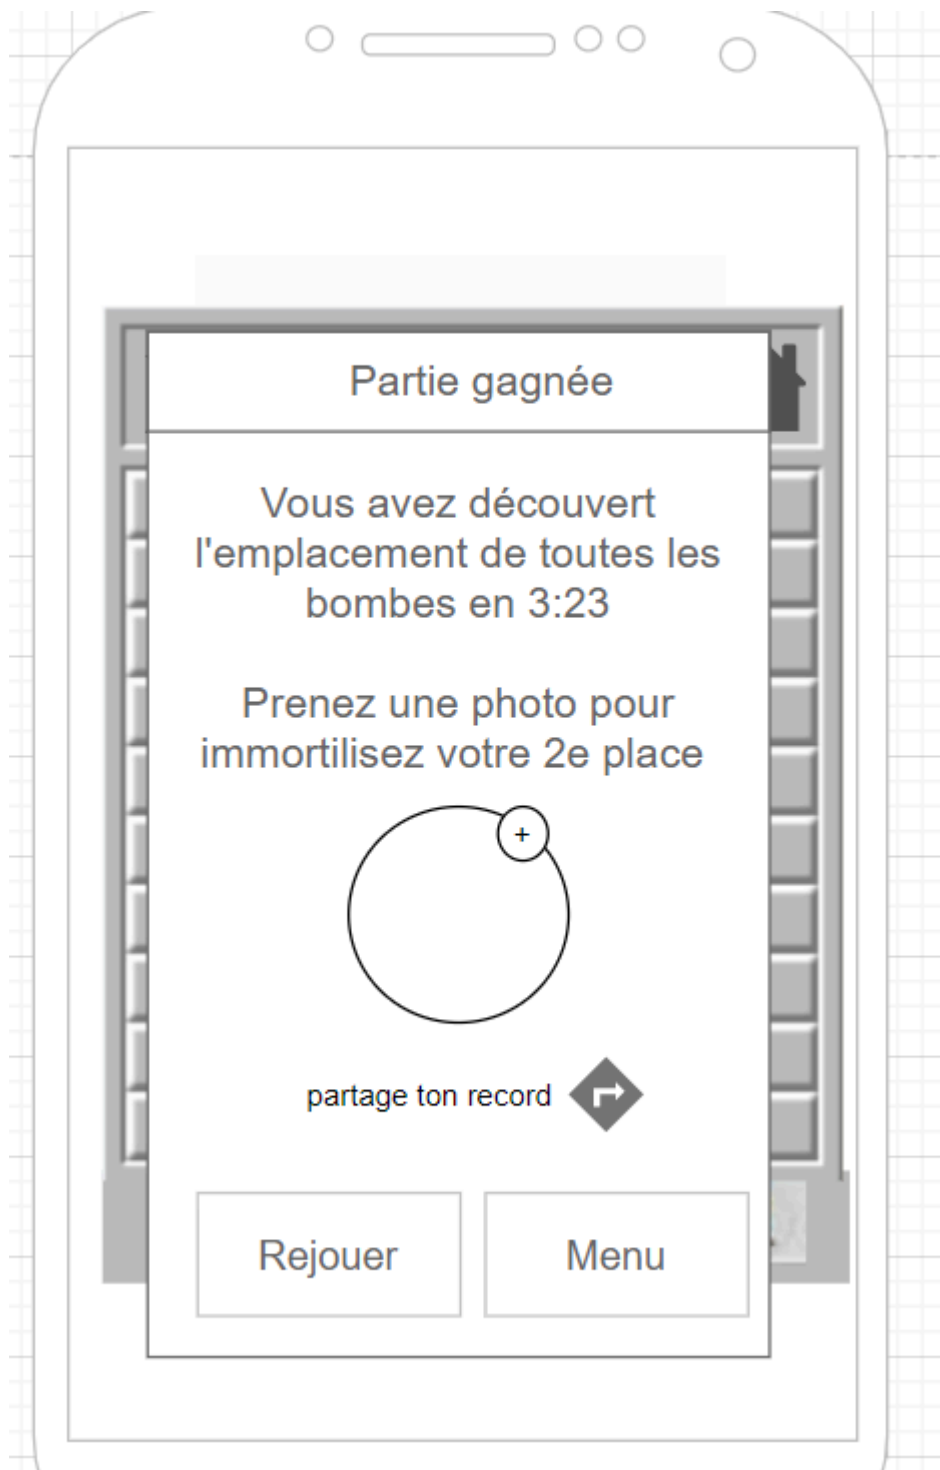 Partie gagnée
Vous avez découvert
l'emplacement de toutes les
bombes en 3:23
Prenez une photo pour
immortilisez votre 2e place
+
partage ton record
Rejouer
Menu